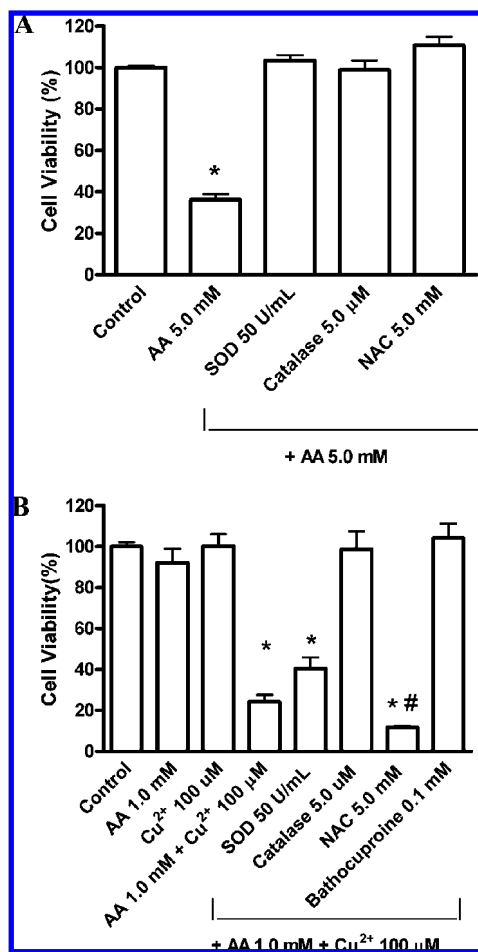 A
Cell Viability (%)
120
100
80
60
40
20
0
*
Control
AA 5.0 mM
SOD 50 U/mL
Catalase 5.0 µM
NAC 5.0 mM
+ AA 5.0 mM
B
Cell Viability(%)
120
100
80
60
40
20
0
*
*
* #
Control
AA 1.0 mM
Cu²⁺ 100 uM
AA 1.0 mM + Cu²⁺ 100 µM
SOD 50 U/mL
Catalase 5.0 uM
NAC 5.0 mM
Bathocuproine 0.1 mM
+ AA 1.0 mM + Cu²⁺ 100 µM